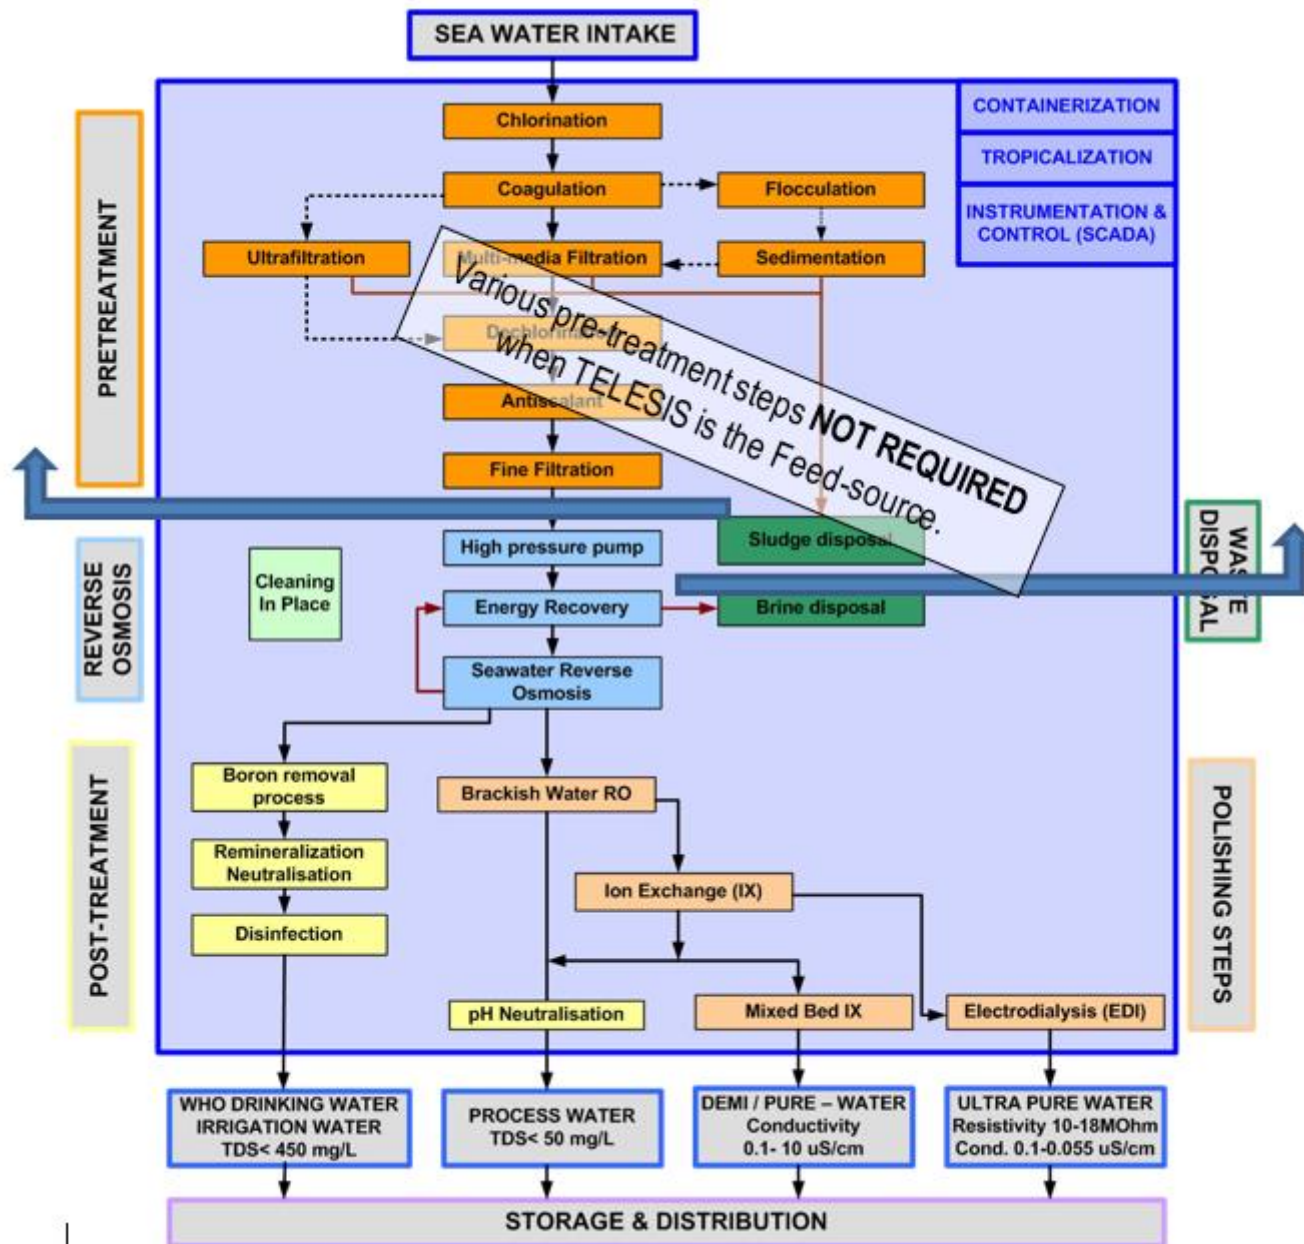 SEA WATER INTAKE
CONTAINERIZATION
TROPICALIZATION
INSTRUMENTATION &
CONTROL (SCADA)
PRETREATMENT
Chlorination
Coagulation
Flocculation
Ultrafiltration
Multi-media Filtration
Sedimentation
Dechlorination
Antiscalant
Fine Filtration
Various pre-treatment steps NOT REQUIRED
when TELESIS is the Feed-source.
REVERSE
OSMOSIS
Cleaning
In Place
High pressure pump
Energy Recovery
Seawater Reverse
Osmosis
Sludge disposal
Brine disposal
WASTE
DISPOSAL
POST-TREATMENT
Boron removal
process
Remineralization
Neutralisation
Disinfection
Brackish Water RO
Ion Exchange (IX)
pH Neutralisation
Mixed Bed IX
Electrodialysis (EDI)
POLISHING STEPS
WHO DRINKING WATER
IRRIGATION WATER
TDS< 450 mg/L
PROCESS WATER
TDS< 50 mg/L
DEMI / PURE – WATER
Conductivity
0.1- 10 uS/cm
ULTRA PURE WATER
Resistivity 10-18MOhm
Cond. 0.1-0.055 uS/cm
STORAGE & DISTRIBUTION